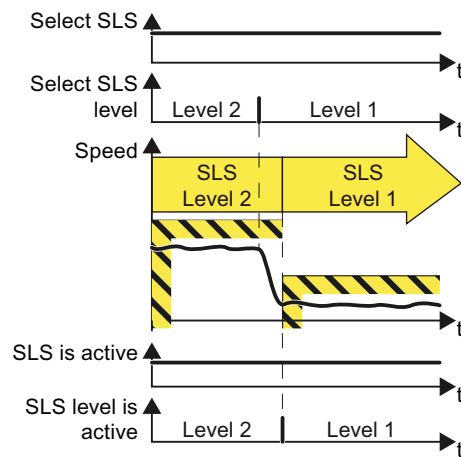 Select SLS
t
Select SLS
level
Level 2
Level 1
t
Speed
SLS
Level 2
SLS
Level 1
t
SLS is active
t
SLS level is
active
Level 2
Level 1
t